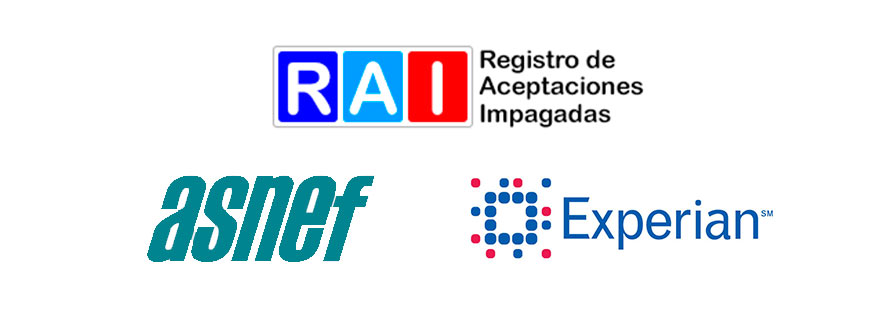 RAI
Registro de
Aceptaciones
Impagadas
asnef
Experian SM